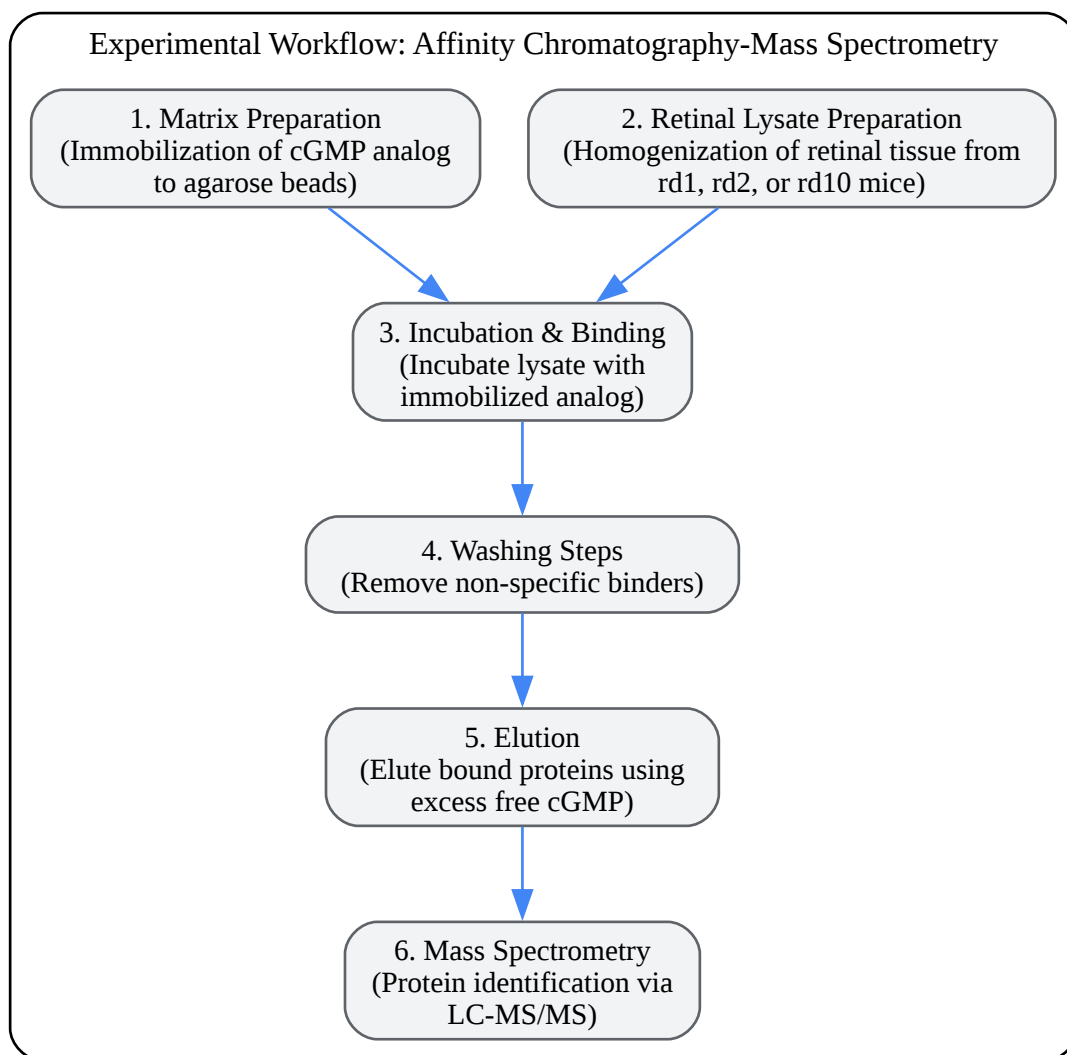 Experimental Workflow: Affinity Chromatography-Mass Spectrometry
1. Matrix Preparation
(Immobilization of cGMP analog
to agarose beads)
2. Retinal Lysate Preparation
(Homogenization of retinal tissue from
rd1, rd2, or rd10 mice)
3. Incubation & Binding
(Incubate lysate with
immobilized analog)
4. Washing Steps
(Remove non-specific binders)
5. Elution
(Elute bound proteins using
excess free cGMP)
6. Mass Spectrometry
(Protein identification via
LC-MS/MS)